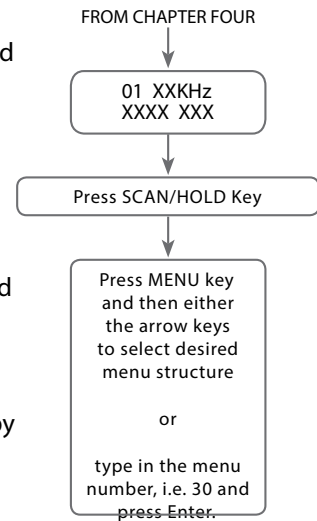 FROM CHAPTER FOUR
01 XXKHz
XXXX XXX
Press SCAN/HOLD Key
Press MENU key
and then either
the arrow keys
to select desired
menu structure
or
type in the menu
number, i.e. 30 and
press Enter.